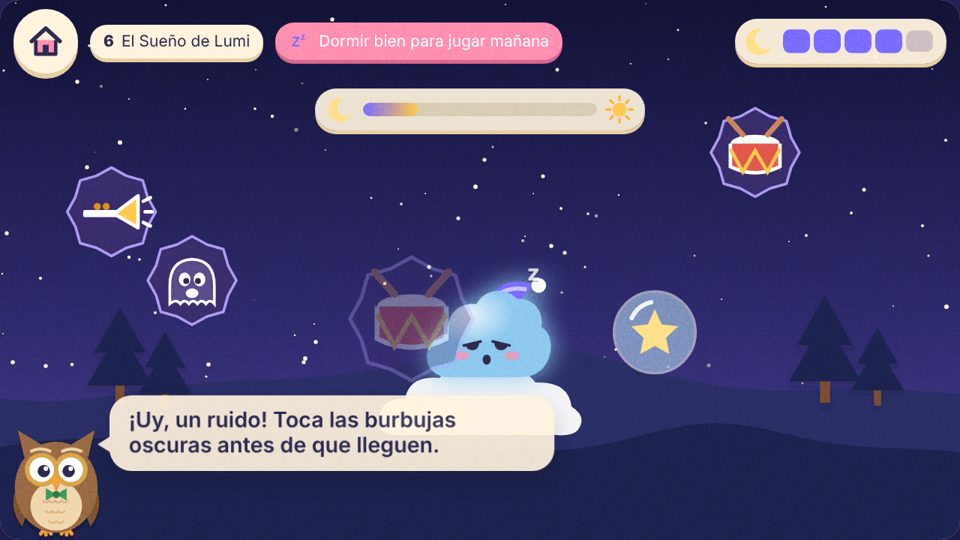 6 El Sueño de Lumi
zz Dormir bien para jugar mañana
z
¡Uy, un ruido! Toca las burbujas
oscuras antes de que lleguen.